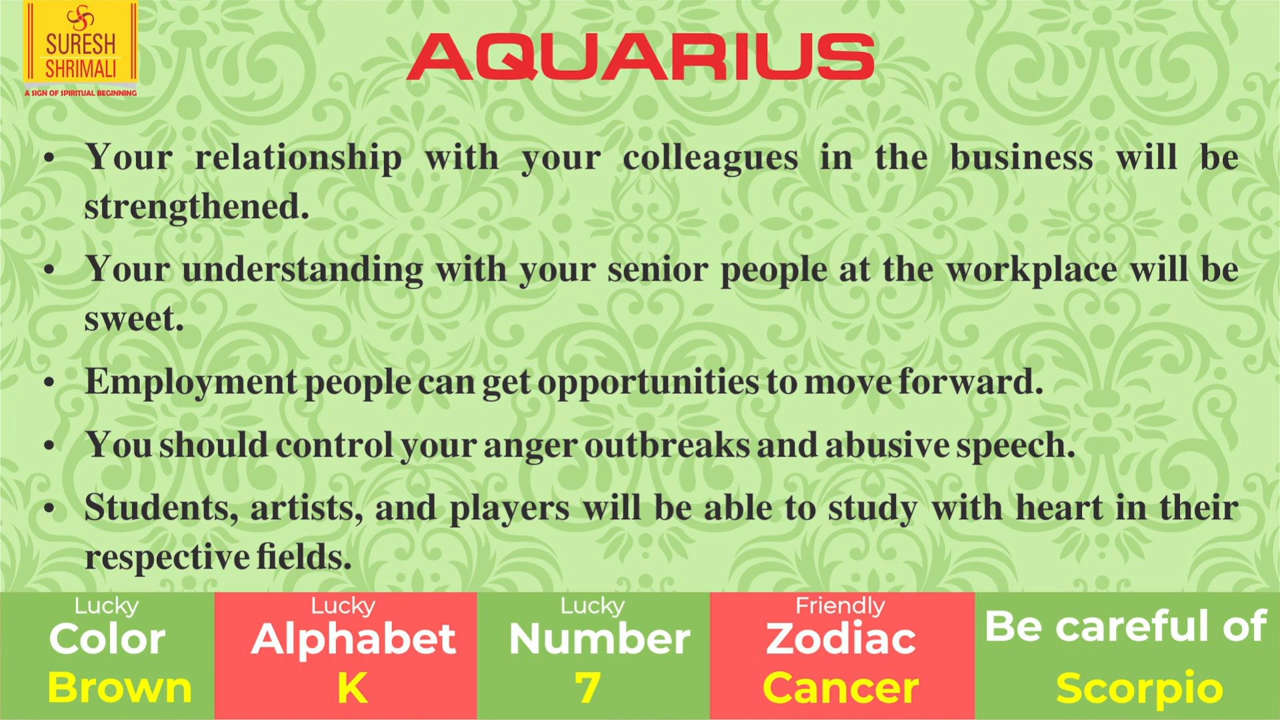 SURESH
SHRIMALI
A SIGN OF SPIRITUAL BEGINNING
AQUARIUS
• Your relationship with your colleagues in the business will be
strengthened.
• Your understanding with your senior people at the workplace will be
sweet.
• Employment people can get opportunities to move forward.
• You should control your anger outbreaks and abusive speech.
• Students, artists, and players will be able to study with heart in their
respective fields.
Lucky
Color
Brown
Lucky
Alphabet
K
Lucky
Number
7
Friendly
Zodiac
Cancer
Be careful of
Scorpio